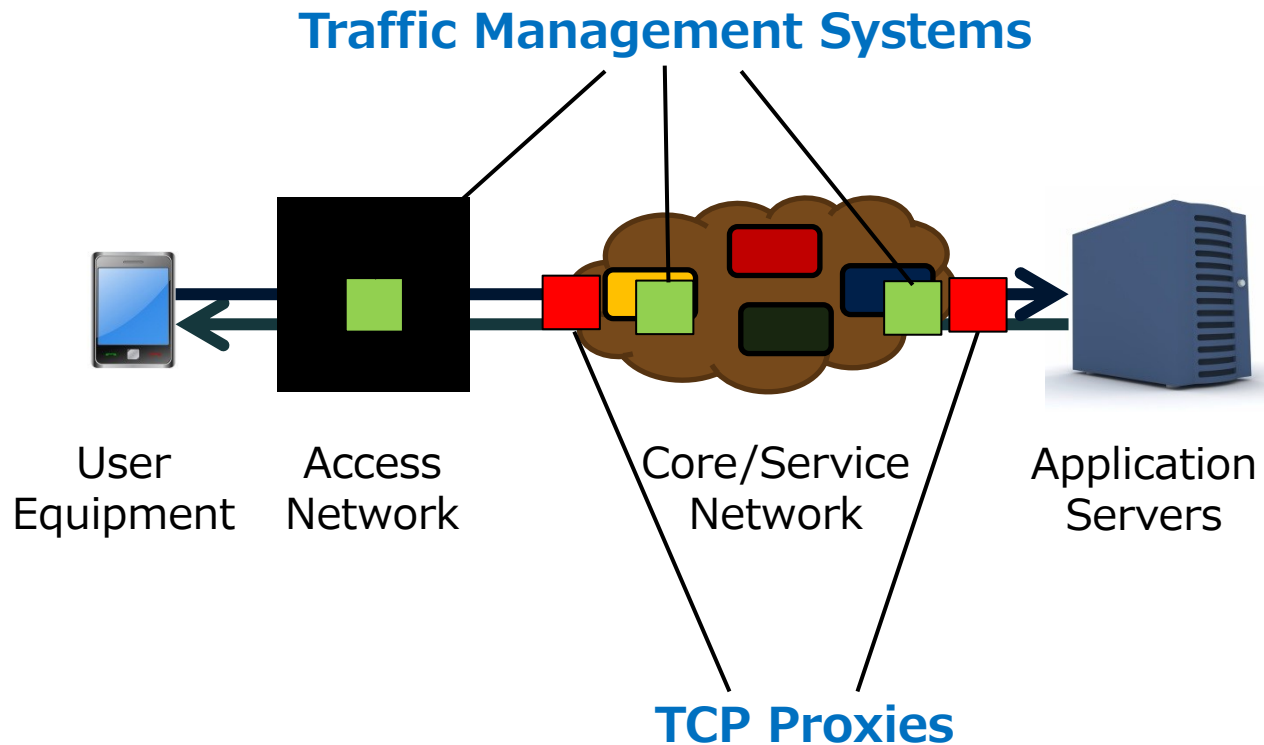 Traffic Management Systems
User
Equipment
Access
Network
Core/Service
Network
Application
Servers
TCP Proxies